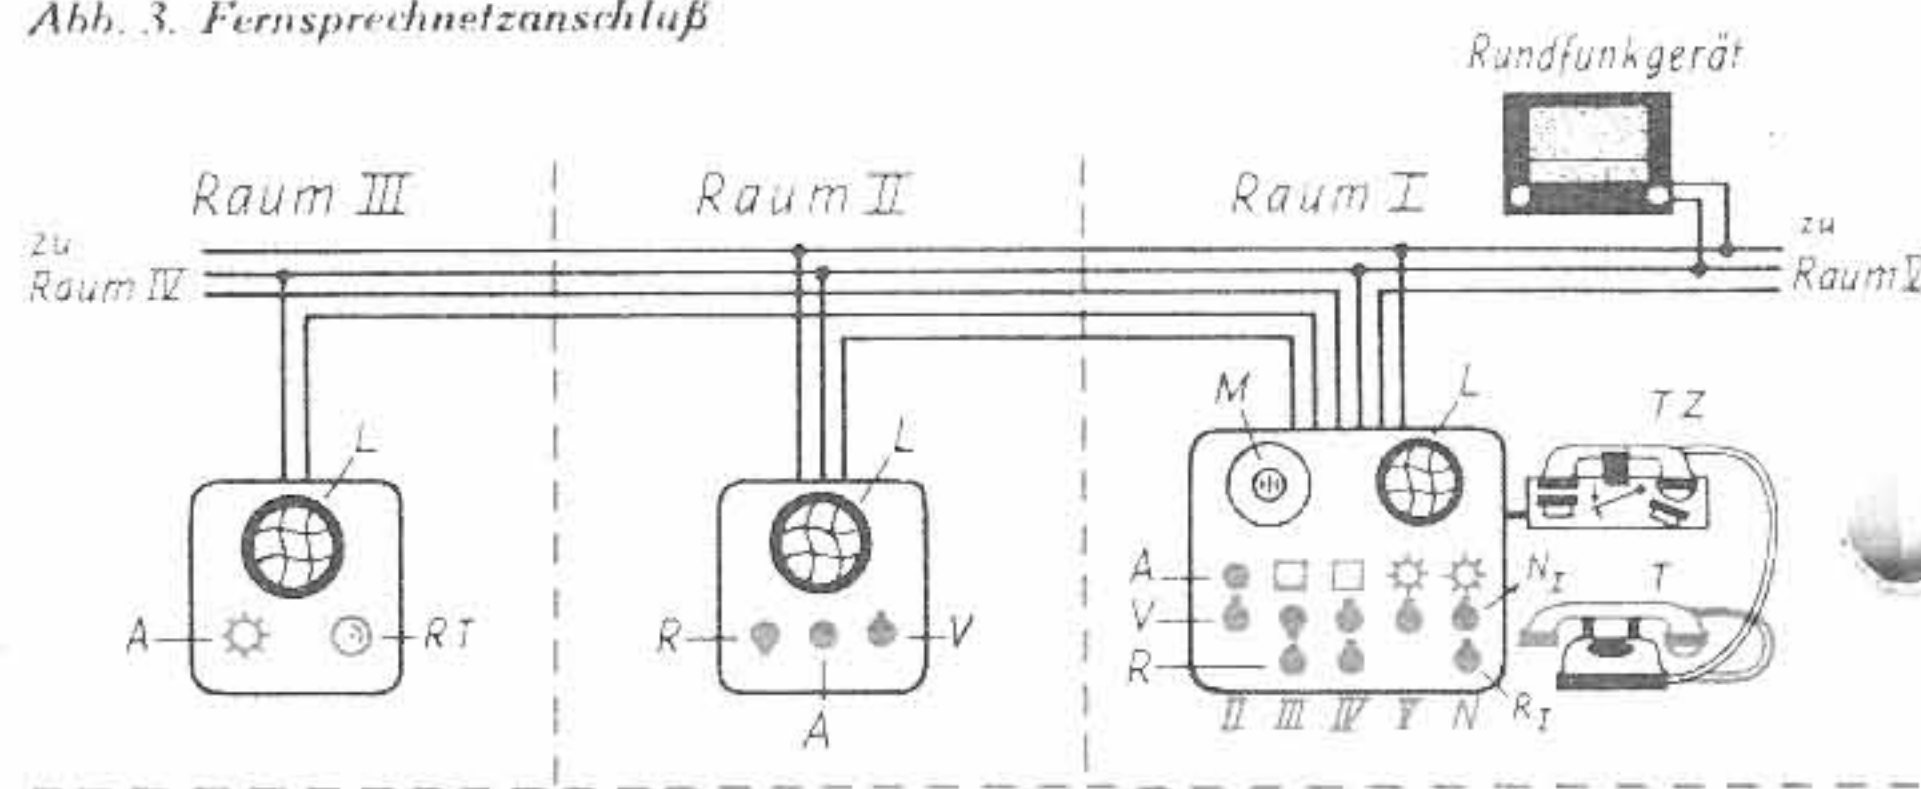 Abb. 3. Fernsprechnetzanschluß
Rundfunkgerät
Raum III Raum II Raum I
zu
Raum IV
zu
Raum V
M L TZ
L L
A N I T
V
R
A RT R V
A
II III IV V N R I